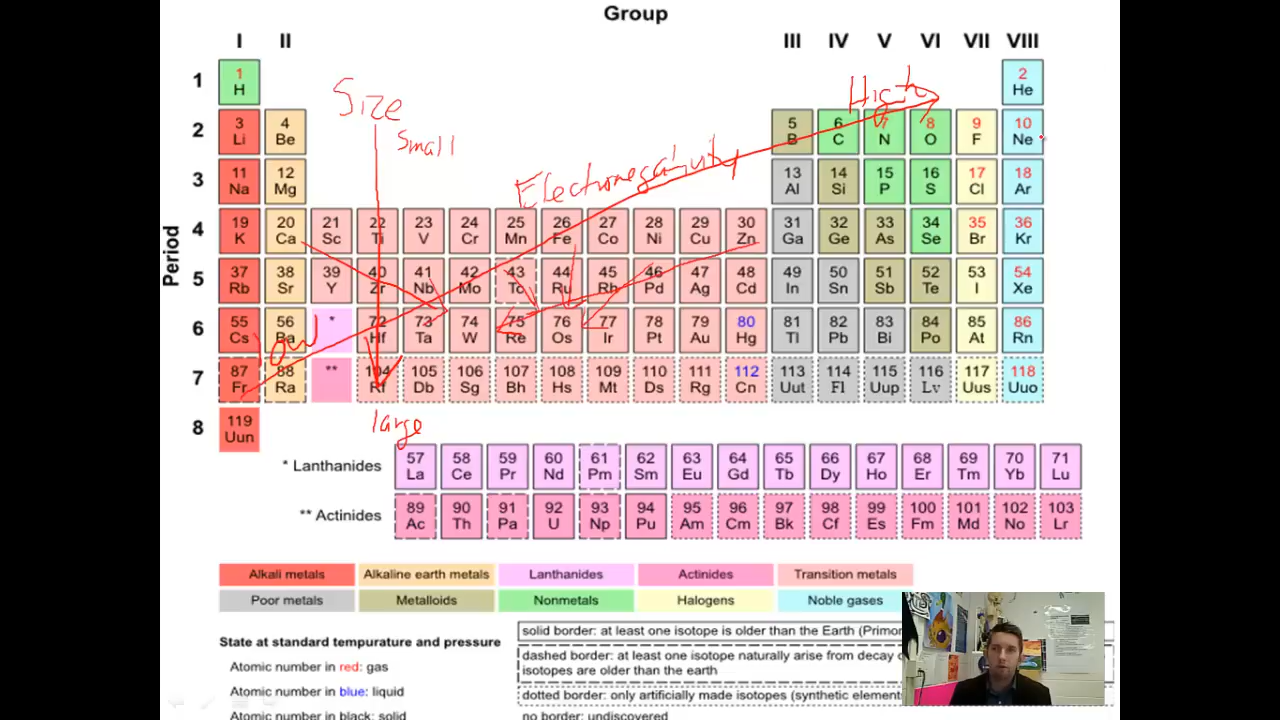 Group
I II III IV V VI VII VIII
Period
1
1 H
2 He
2
3 Li
4 Be
5 B
6 C
7 N
8 O
9 F
10 Ne
3
11 Na
12 Mg
13 Al
14 Si
15 P
16 S
17 Cl
18 Ar
4
19 K
20 Ca
21 Sc
22 Ti
23 V
24 Cr
25 Mn
26 Fe
27 Co
28 Ni
29 Cu
30 Zn
31 Ga
32 Ge
33 As
34 Se
35 Br
36 Kr
5
37 Rb
38 Sr
39 Y
40 Zr
41 Nb
42 Mo
43 Tc
44 Ru
45 Rh
46 Pd
47 Ag
48 Cd
49 In
50 Sn
51 Sb
52 Te
53 I
54 Xe
6
55 Cs
56 Ba
*
72 Hf
73 Ta
74 W
75 Re
76 Os
77 Ir
78 Pt
79 Au
80 Hg
81 Tl
82 Pb
83 Bi
84 Po
85 At
86 Rn
7
87 Fr
88 Ra
**
104 Rf
105 Db
106 Sg
107 Bh
108 Hs
109 Mt
110 Ds
111 Rg
112 Cn
113 Uut
114 Fl
115 Uup
116 Lv
117 Uus
118 Uuo
8
119 Uun
Size
Small
large
Electronegativity
High
low
* Lanthanides
57 La
58 Ce
59 Pr
60 Nd
61 Pm
62 Sm
63 Eu
64 Gd
65 Tb
66 Dy
67 Ho
68 Er
69 Tm
70 Yb
71 Lu
** Actinides
89 Ac
90 Th
91 Pa
92 U
93 Np
94 Pu
95 Am
96 Cm
97 Bk
98 Cf
99 Es
100 Fm
101 Md
102 No
103 Lr
Alkali metals Alkaline earth metals Lanthanides Actinides Transition metals
Poor metals Metalloids Nonmetals Halogens Noble gases
State at standard tempurature and pressure
Atomic number in red: gas
Atomic number in blue: liquid
Atomic number in black: solid
solid border: at least one isotope is older than the Earth (Primor
dashed border: at least one isotope naturally arise from decay o
isotopes are older than the earth
dotted border: only artificially made isotopes (synthetic element
no border: undiscovered